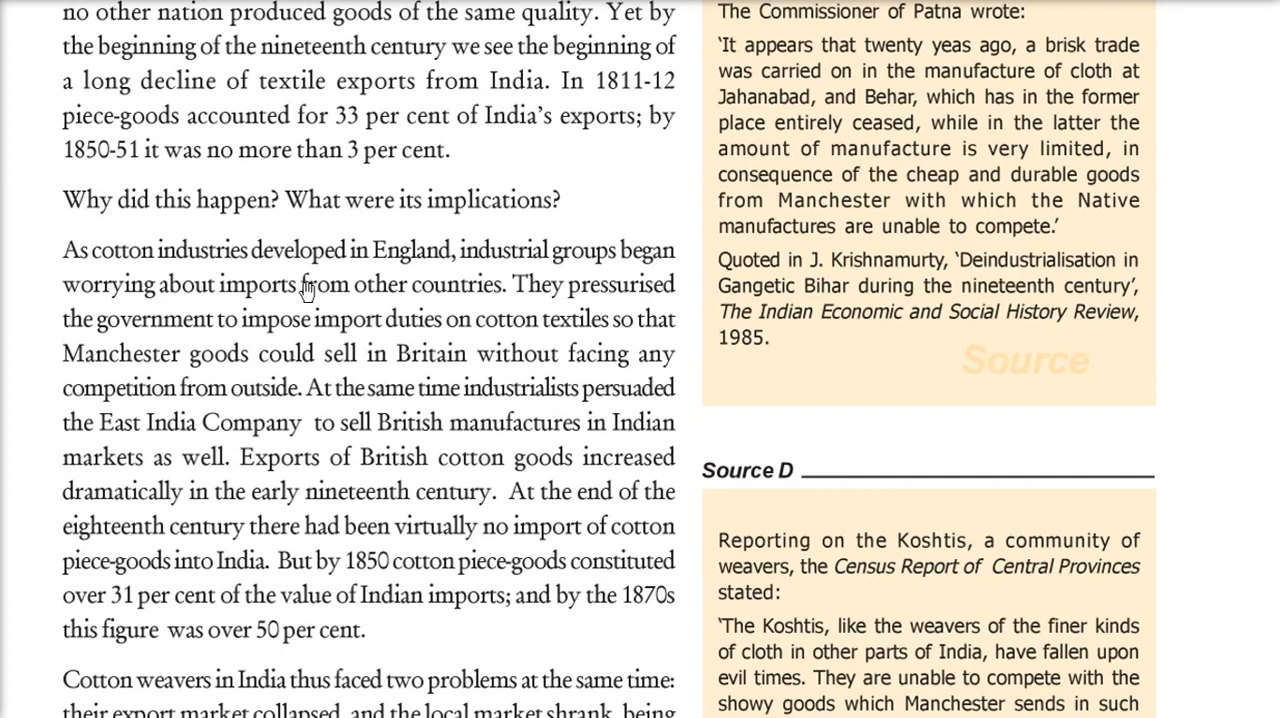 no other nation produced goods of the same quality. Yet by
the beginning of the nineteenth century we see the beginning of
a long decline of textile exports from India. In 1811-12
piece-goods accounted for 33 per cent of India's exports; by
1850-51 it was no more than 3 per cent.
Why did this happen? What were its implications?
As cotton industries developed in England, industrial groups began
worrying about imports from other countries. They pressurised
the government to impose import duties on cotton textiles so that
Manchester goods could sell in Britain without facing any
competition from outside. At the same time industrialists persuaded
the East India Company to sell British manufactures in Indian
markets as well. Exports of British cotton goods increased
dramatically in the early nineteenth century. At the end of the
eighteenth century there had been virtually no import of cotton
piece-goods into India. But by 1850 cotton piece-goods constituted
over 31 per cent of the value of Indian imports; and by the 1870s
this figure was over 50 per cent.
Cotton weavers in India thus faced two problems at the same time:
their export market collapsed, and the local market shrank, being
The Commissioner of Patna wrote:
'It appears that twenty yeas ago, a brisk trade
was carried on in the manufacture of cloth at
Jahanabad, and Behar, which has in the former
place entirely ceased, while in the latter the
amount of manufacture is very limited, in
consequence of the cheap and durable goods
from Manchester with which the Native
manufactures are unable to compete.'
Quoted in J. Krishnamurty, 'Deindustrialisation in
Gangetic Bihar during the nineteenth century',
The Indian Economic and Social History Review,
1985.
Source
Source D
Reporting on the Koshtis, a community of
weavers, the Census Report of Central Provinces
stated:
'The Koshtis, like the weavers of the finer kinds
of cloth in other parts of India, have fallen upon
evil times. They are unable to compete with the
showy goods which Manchester sends in such